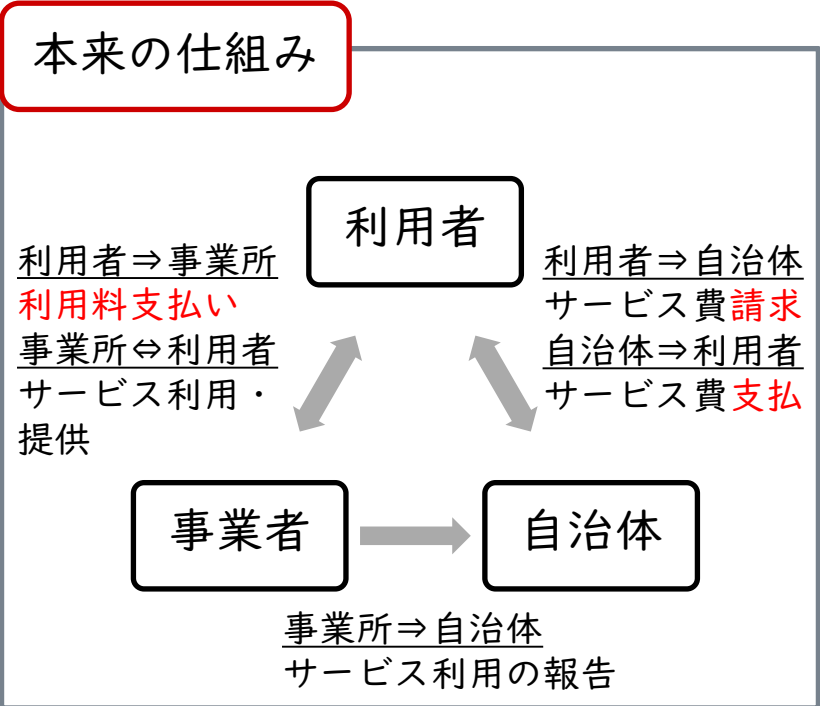 本来の仕組み
利用者
利用者⇒事業所
利用料支払い
事業所⇔利用者
サービス利用・
提供
利用者⇒自治体
サービス費請求
自治体⇒利用者
サービス費支払
事業者
自治体
事業所⇒自治体
サービス利用の報告